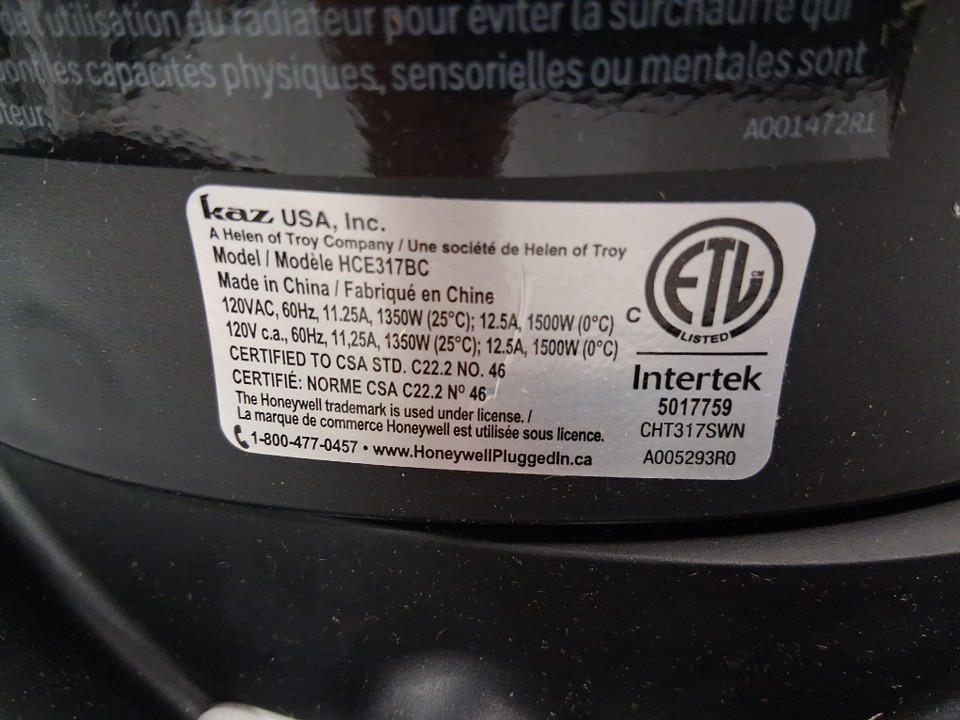 de l'utilisation du radiateur pour éviter la surchauffe qui
dont les capacités physiques, sensorielles ou mentales sont
teur.
A001472R1
kaz USA, Inc.
A Helen of Troy Company / Une société de Helen of Troy
Model / Modèle HCE317BC
Made in China / Fabriqué en Chine
120VAC, 60Hz, 11.25A, 1350W (25°C); 12.5A, 1500W (0°C)
120V c.a., 60Hz, 11,25A, 1350W (25°C); 12.5A, 1500W (0°C)
CERTIFIED TO CSA STD. C22.2 NO. 46
CERTIFIÉ: NORME CSA C22.2 Nº 46
The Honeywell trademark is used under license. /
La marque de commerce Honeywell est utilisée sous licence.
1-800-477-0457 • www.HoneywellPluggedIn.ca
C ETL CM
LISTED
Intertek
5017759
CHT317SWN
A005293R0